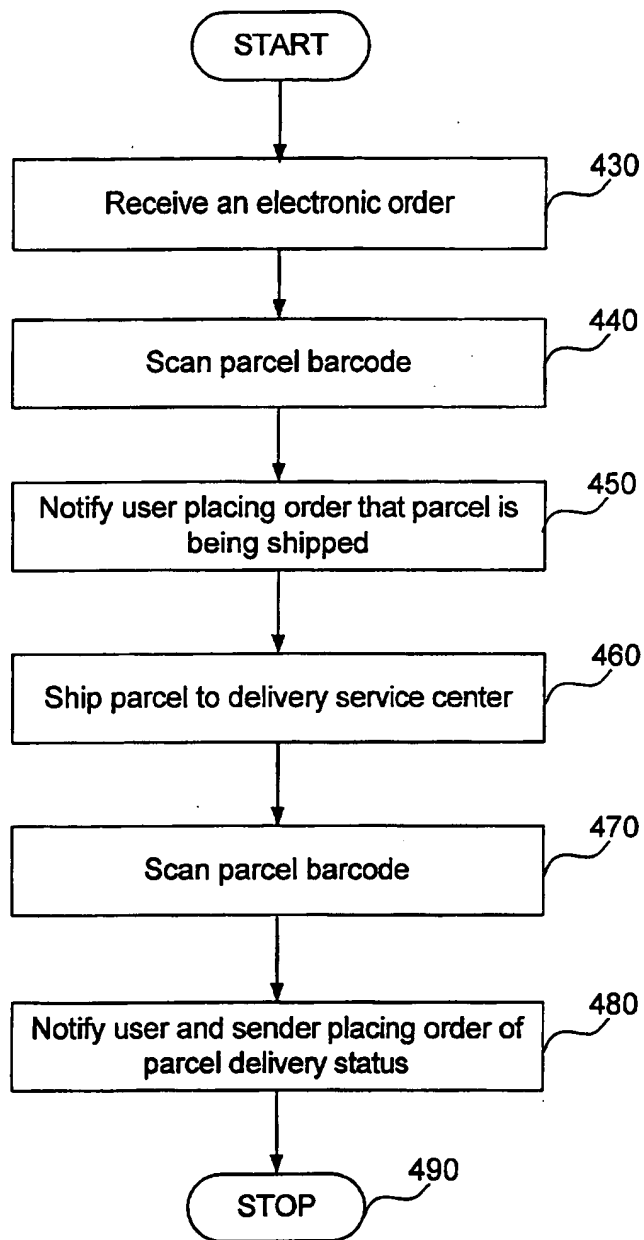 START
430
Receive an electronic order
440
Scan parcel barcode
450
Notify user placing order that parcel is
being shipped
460
Ship parcel to delivery service center
470
Scan parcel barcode
480
Notify user and sender placing order of
parcel delivery status
490
STOP